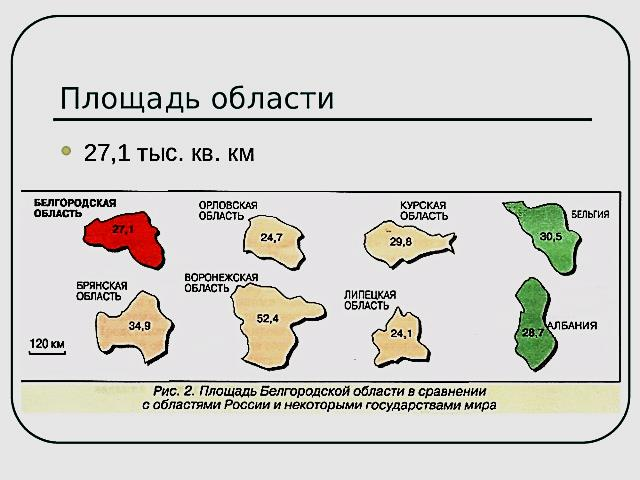 Площадь области
27,1 тыс. кв. км
БЕЛГОРОДСКАЯ
ОБЛАСТЬ
27,1
ОРЛОВСКАЯ
ОБЛАСТЬ
24,7
КУРСКАЯ
ОБЛАСТЬ
29,8
БЕЛЬГИЯ
30,5
БРЯНСКАЯ
ОБЛАСТЬ
34,9
ВОРОНЕЖСКАЯ
ОБЛАСТЬ
52,4
ЛИПЕЦКАЯ
ОБЛАСТЬ
24,1
АЛБАНИЯ
28,7
120 км
Рис. 2. Площадь Белгородской области в сравнении
с областями России и некоторыми государствами мира